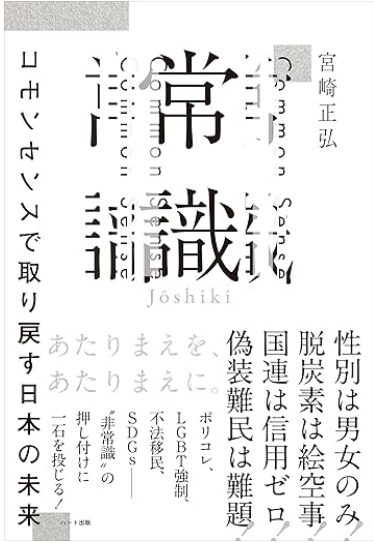 宮崎正弘
常識
Common Sense
Common Sense
Common Sense
Jōshiki
コモンセンスで取り戻す日本の未来
あたりまえを、
あたりまえに。
性別は男女のみ!
脱炭素は絵空事!
国連は信用ゼロ!
偽装難民は難題!?
ポリコレ、
LGBT強制、
不法移民、
SDGs——
〝非常識〟の
押し付けに
一石を投じる!
ハート出版